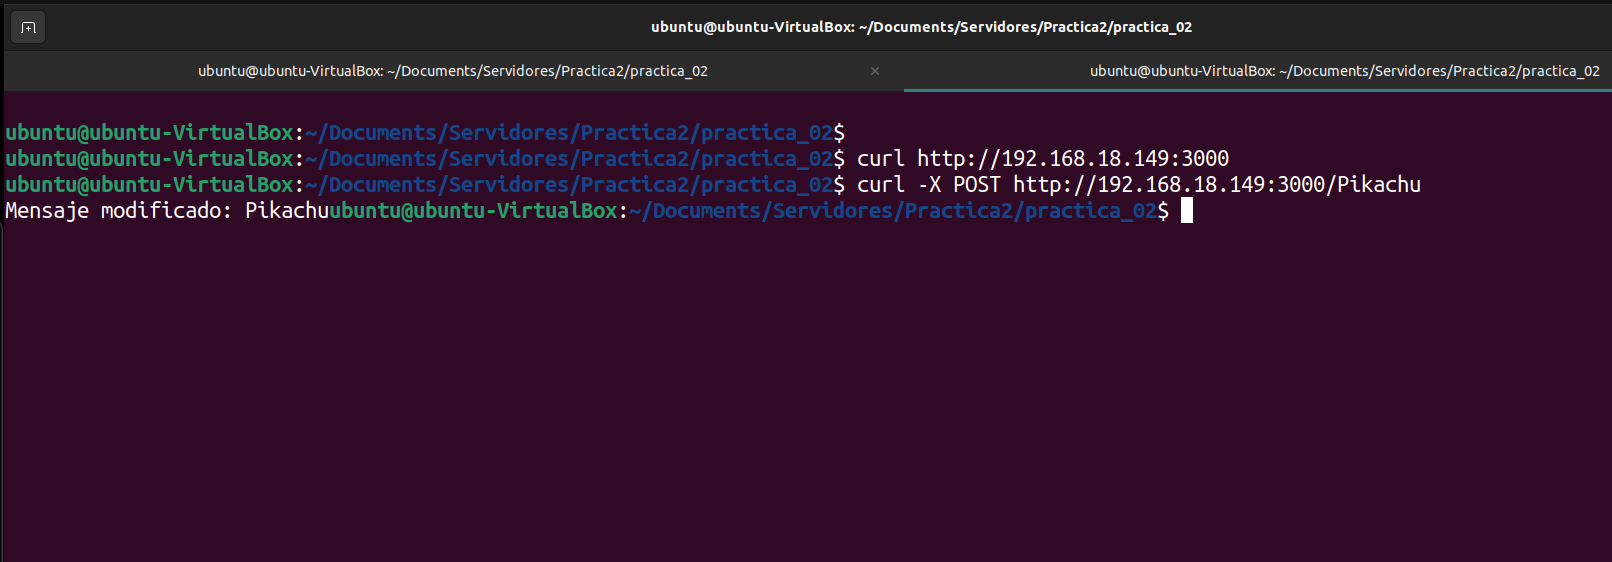 ubuntu@ubuntu-VirtualBox: ~/Documents/Servidores/Practica2/practica_02
ubuntu@ubuntu-VirtualBox: ~/Documents/Servidores/Practica2/practica_02 ×
ubuntu@ubuntu-VirtualBox: ~/Documents/Servidores/Practica2/practica_02
ubuntu@ubuntu-VirtualBox:~/Documents/Servidores/Practica2/practica_02$
ubuntu@ubuntu-VirtualBox:~/Documents/Servidores/Practica2/practica_02$ curl http://192.168.18.149:3000
ubuntu@ubuntu-VirtualBox:~/Documents/Servidores/Practica2/practica_02$ curl -X POST http://192.168.18.149:3000/Pikachu
Mensaje modificado: Pikachuubuntu@ubuntu-VirtualBox:~/Documents/Servidores/Practica2/practica_02$